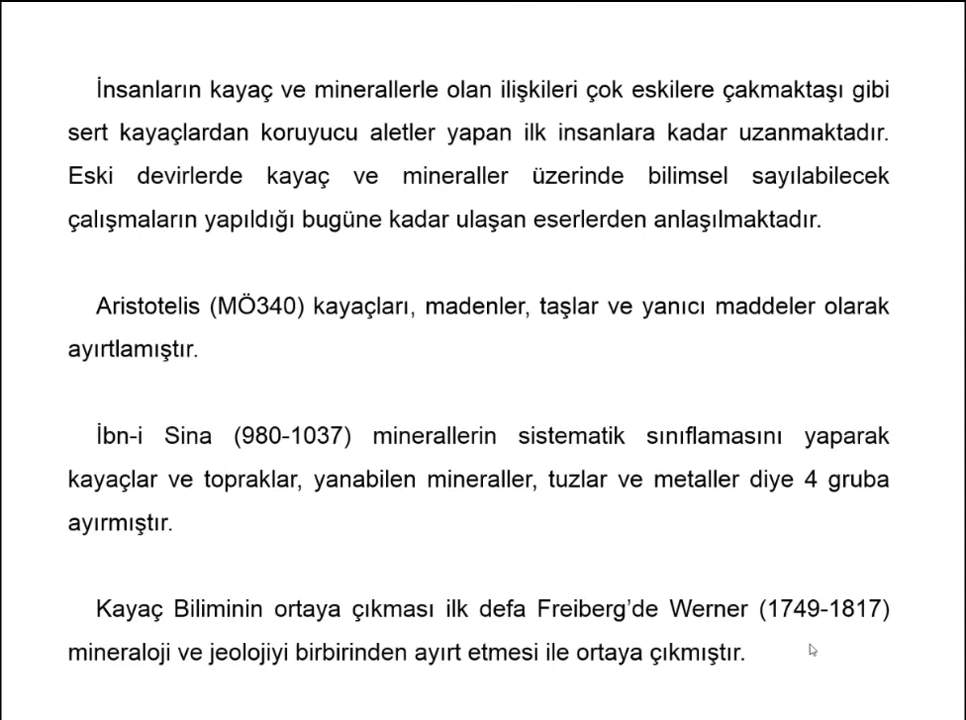 İnsanların kayaç ve minerallerle olan ilişkileri çok eskilere çakmaktaşı gibi
sert kayaçlardan koruyucu aletler yapan ilk insanlara kadar uzanmaktadır.
Eski devirlerde kayaç ve mineraller üzerinde bilimsel sayılabilecek
çalışmaların yapıldığı bugüne kadar ulaşan eserlerden anlaşılmaktadır.
Aristotelis (MÖ340) kayaçları, madenler, taşlar ve yanıcı maddeler olarak
ayırtlamıştır.
İbn-i Sina (980-1037) minerallerin sistematik sınıflamasını yaparak
kayaçlar ve topraklar, yanabilen mineraller, tuzlar ve metaller diye 4 gruba
ayırmıştır.
Kayaç Biliminin ortaya çıkması ilk defa Freiberg’de Werner (1749-1817)
mineraloji ve jeolojiyi birbirinden ayırt etmesi ile ortaya çıkmıştır.